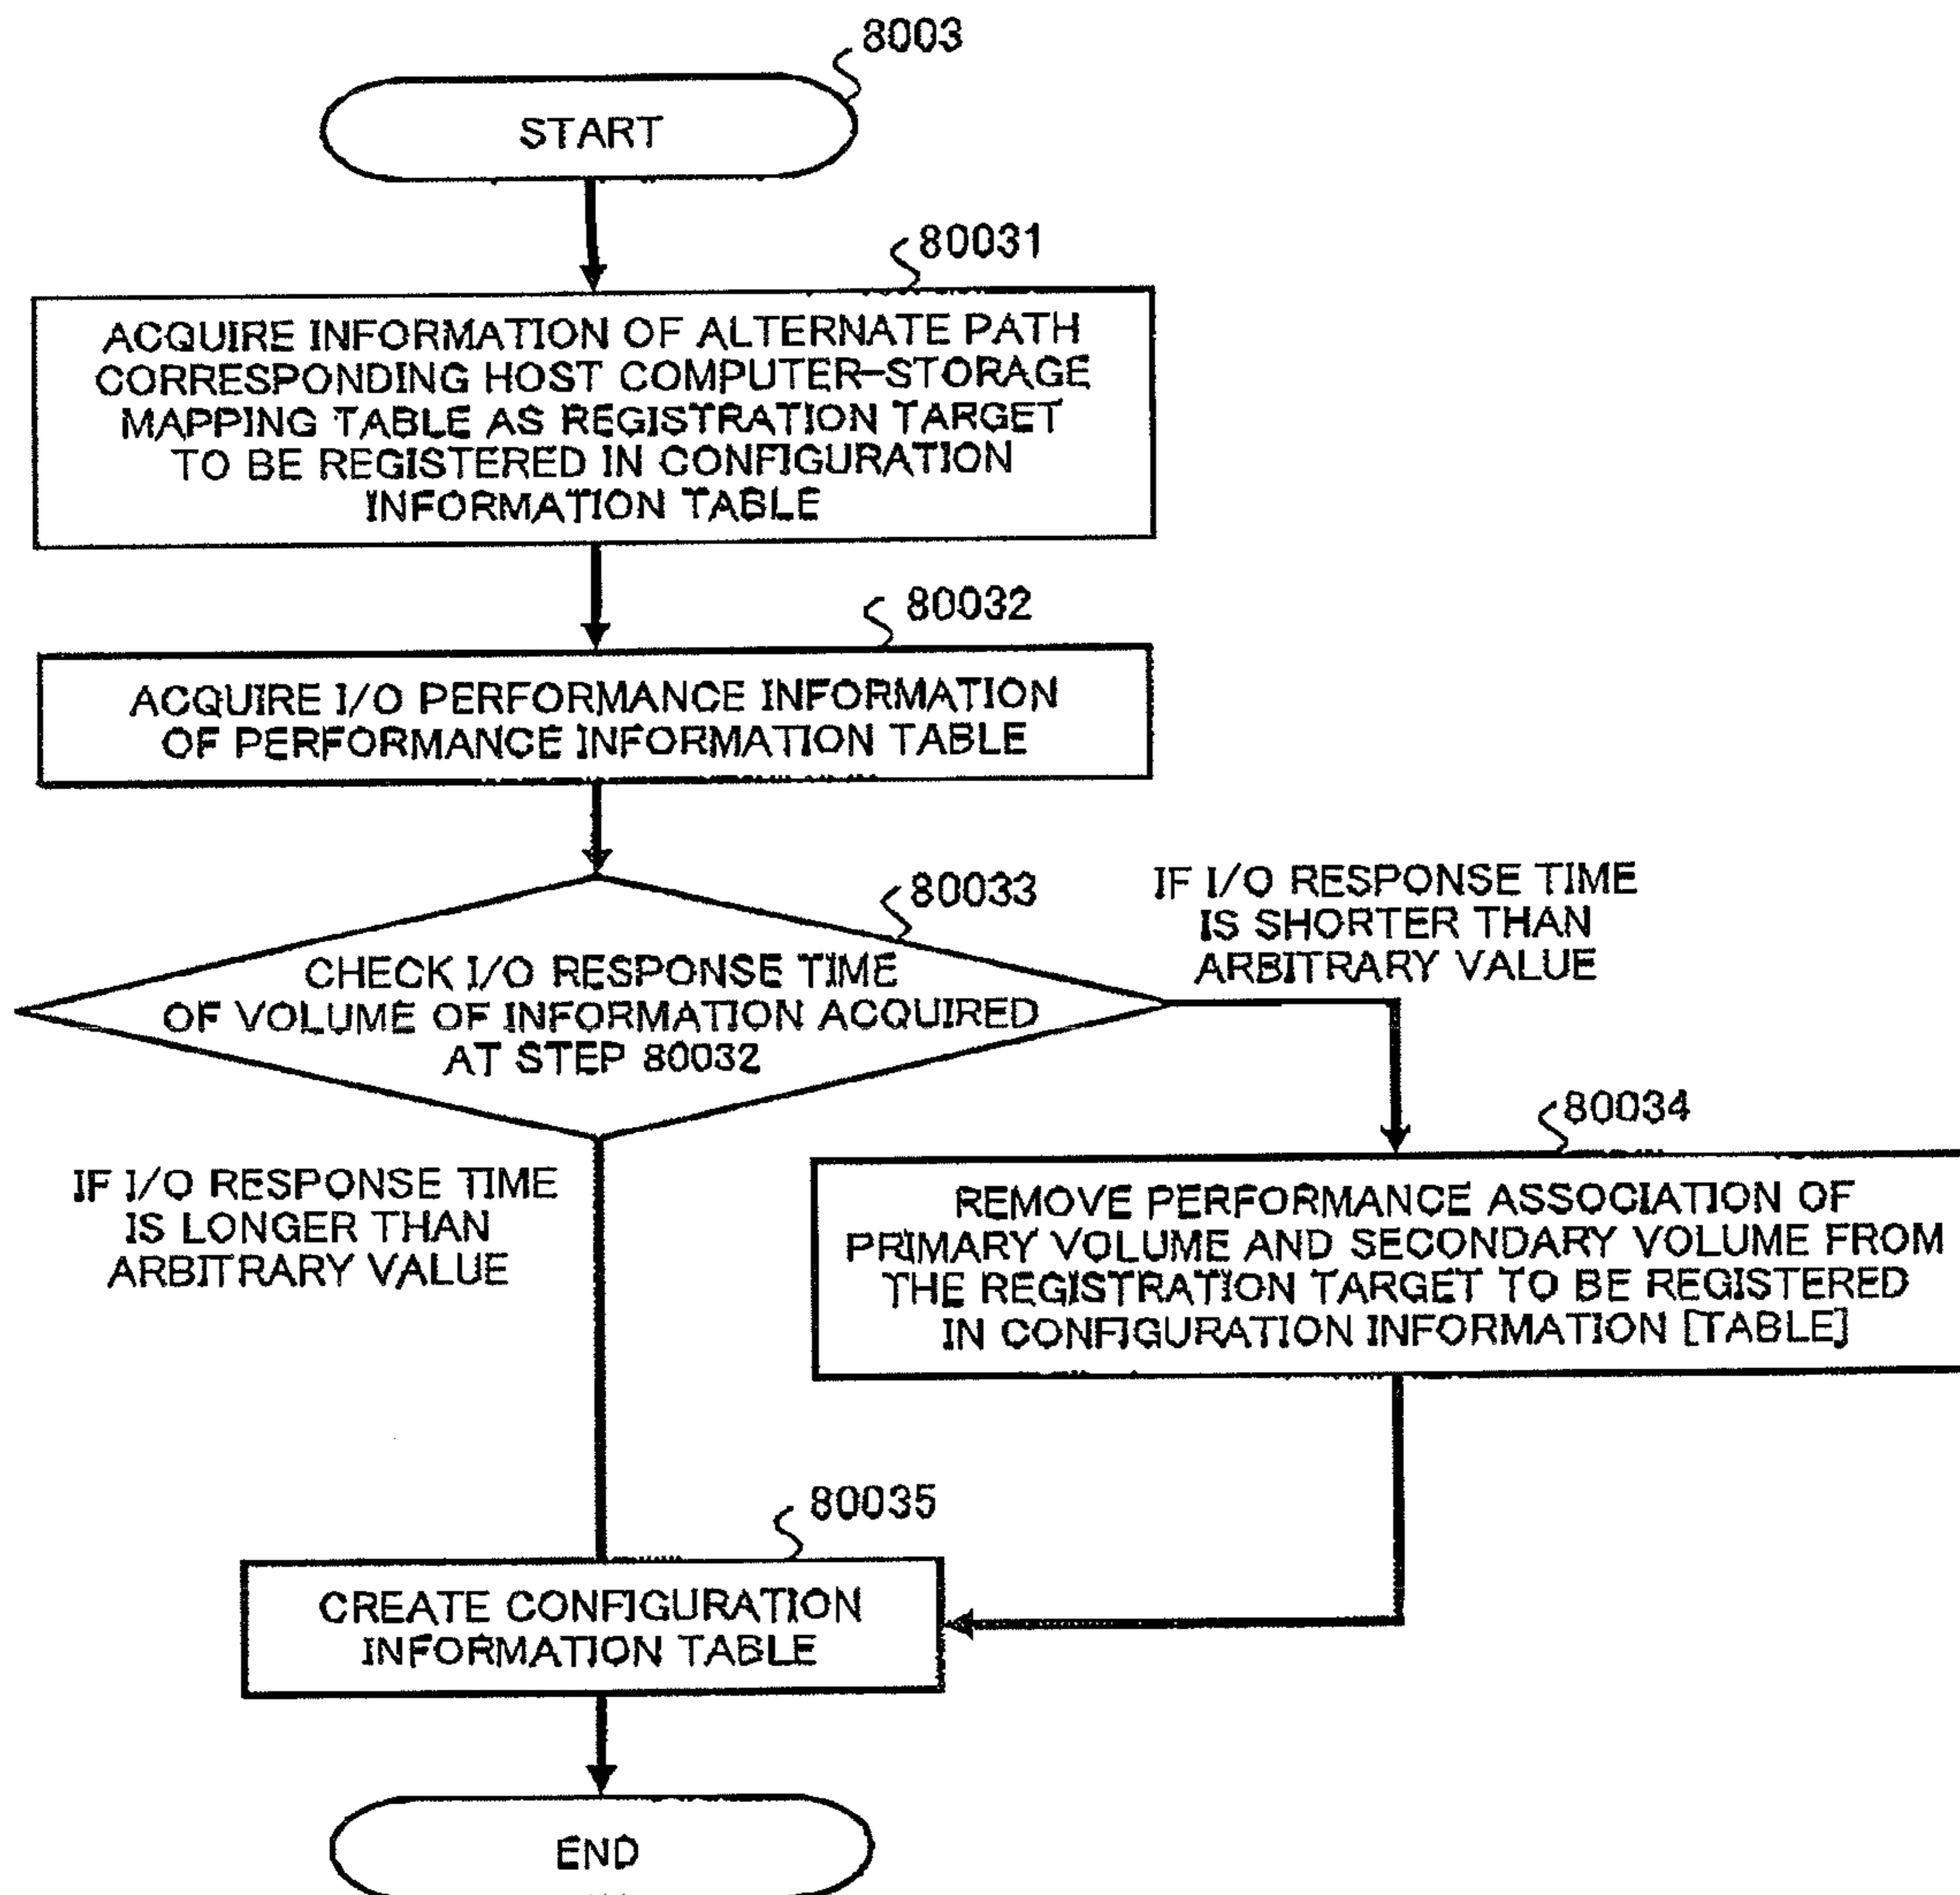 8003
START
80031
ACQUIRE INFORMATION OF ALTERNATE PATH
CORRESPONDING HOST COMPUTER-STORAGE
MAPPING TABLE AS REGISTRATION TARGET
TO BE REGISTERED IN CONFIGURATION
INFORMATION TABLE
80032
ACQUIRE I/O PERFORMANCE INFORMATION
OF PERFORMANCE INFORMATION TABLE
80033
CHECK I/O RESPONSE TIME
OF VOLUME OF INFORMATION ACQUIRED
AT STEP 80032
IF I/O RESPONSE TIME
IS SHORTER THAN
ARBITRARY VALUE
80034
REMOVE PERFORMANCE ASSOCIATION OF
PRIMARY VOLUME AND SECONDARY VOLUME FROM
THE REGISTRATION TARGET TO BE REGISTERED
IN CONFIGURATION INFORMATION [TABLE]
IF I/O RESPONSE TIME
IS LONGER THAN
ARBITRARY VALUE
80035
CREATE CONFIGURATION
INFORMATION TABLE
END